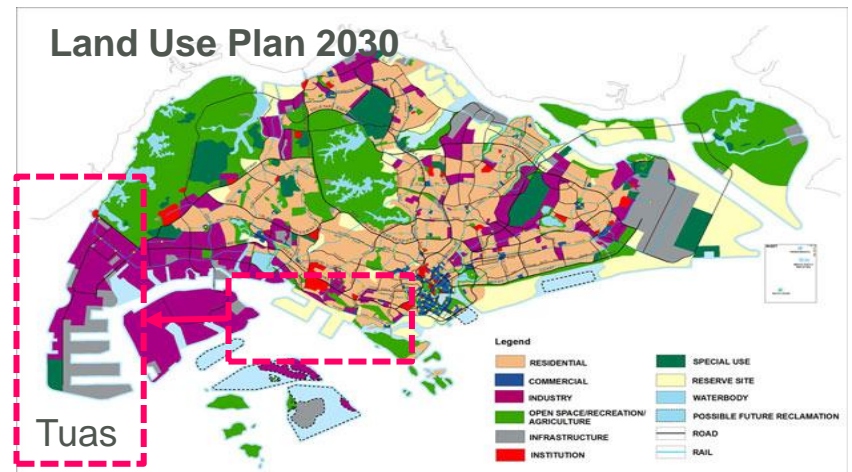 Land Use Plan 2030
Tuas
Legend
RESIDENTIAL
COMMERCIAL
INDUSTRY
OPEN SPACE/RECREATION/
AGRICULTURE
INFRASTRUCTURE
INSTITUTION
SPECIAL USE
RESERVE SITE
WATERBODY
POSSIBLE FUTURE RECLAMATION
ROAD
RAIL